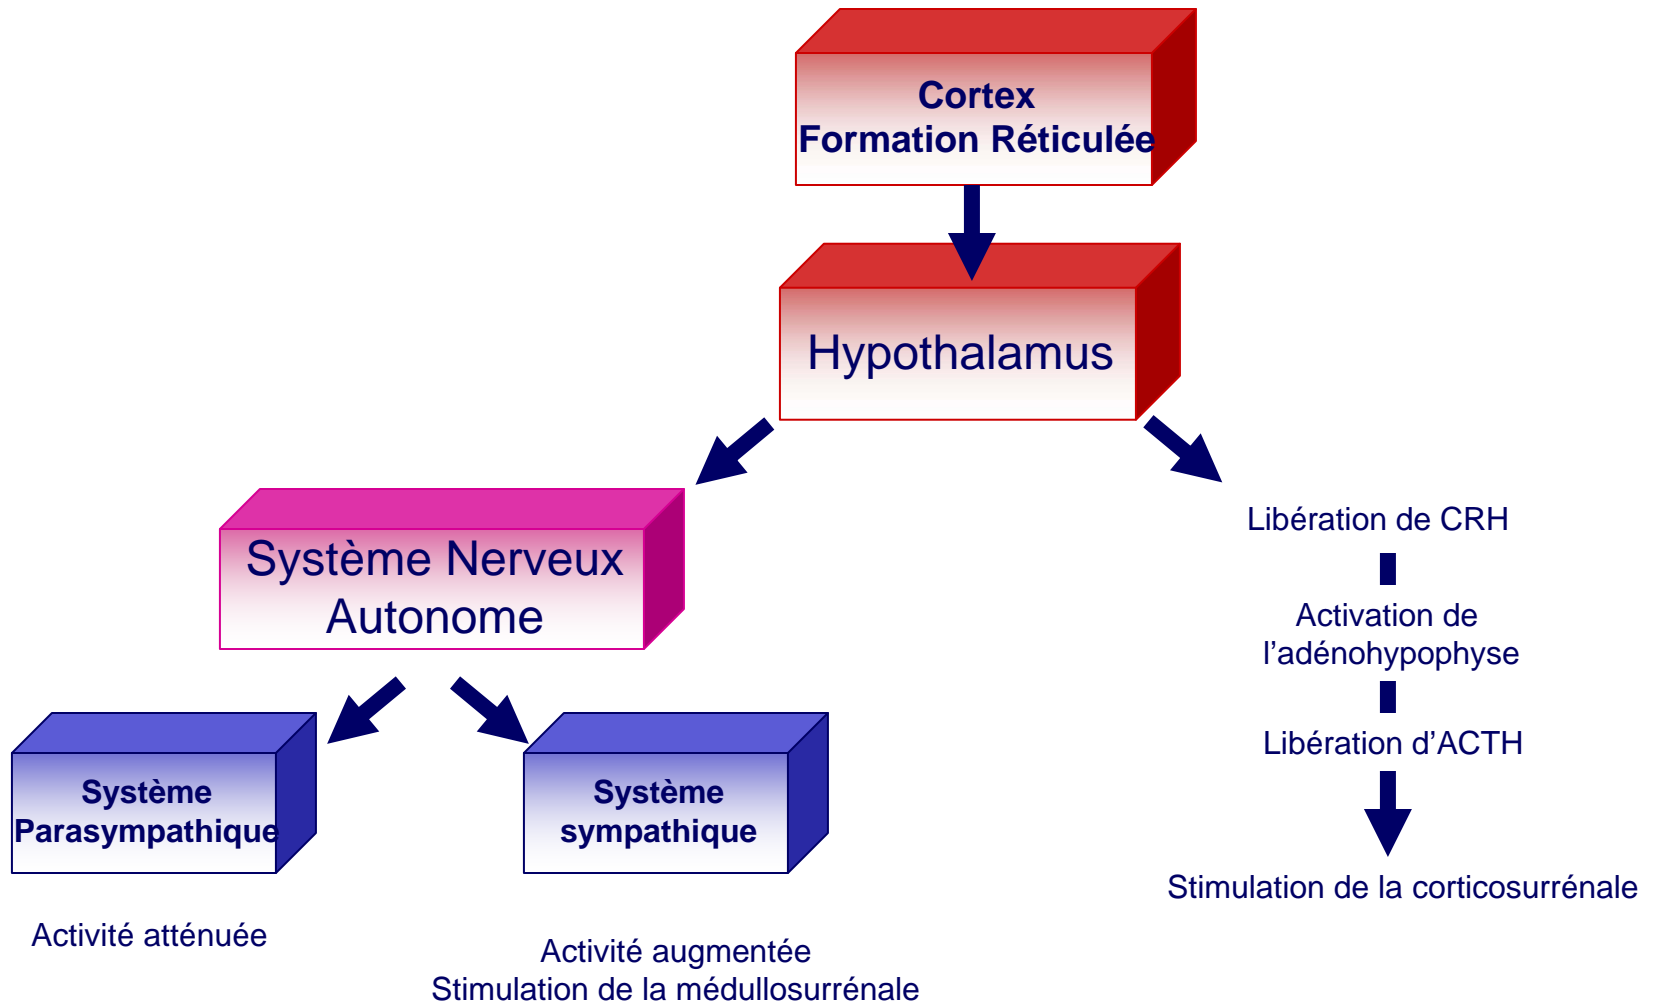 Cortex
Formation Réticulée
Hypothalamus
Système Nerveux
Autonome
Système
Parasympathique
Activité atténuée
Système
sympathique
Activité augmentée
Stimulation de la médullosurrénale
Libération de CRH
Activation de
l’adénohypophyse
Libération d’ACTH
Stimulation de la corticosurrénale